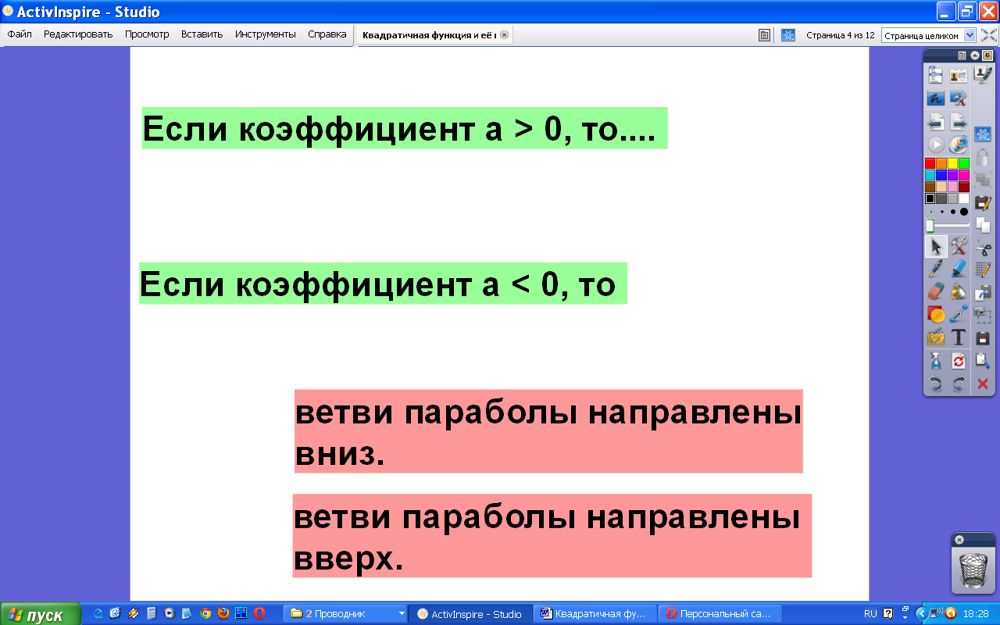 ActivInspire - Studio
Файл Редактировать Просмотр Вставить Инструменты Справка Квадратичная функция и её Страница 4 из 12 Страница целиком
Если коэффициент а > 0, то....
Если коэффициент а < 0, то
ветви параболы направлены
вниз.
ветви параболы направлены
вверх.
пуск 2 Проводник ActivInspire - Studio Квадратичная фу... Персональный са... RU 18:28